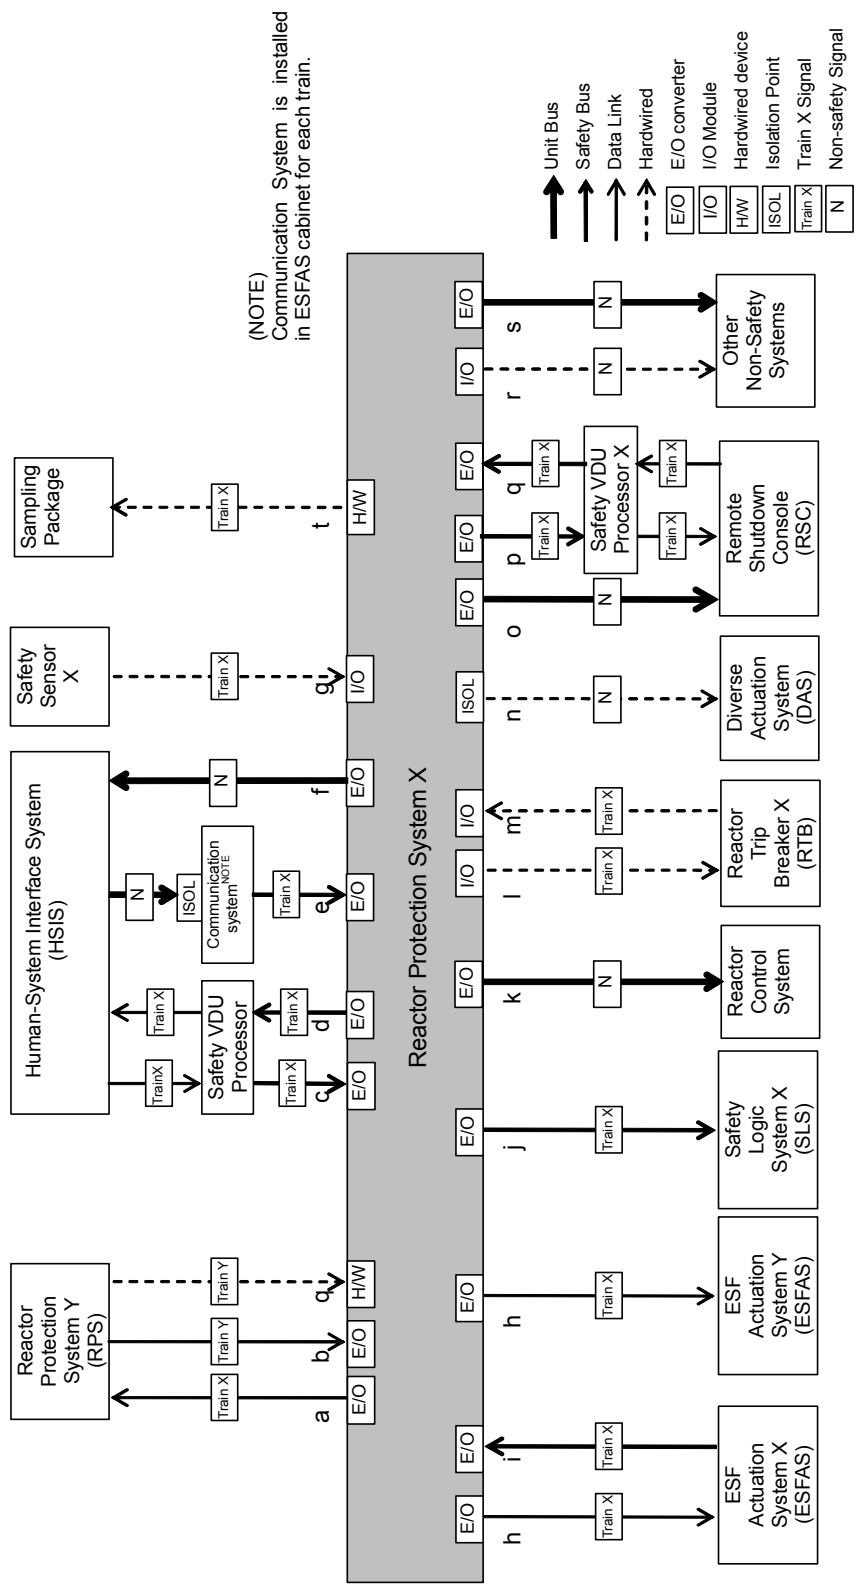 Sampling
Package
Safety
Sensor
X
Human-System Interface System
(HSIS)
Reactor
Protection
System Y
(RPS)
(NOTE)
Communication System is installed
in ESFAS cabinet for each train.
Train X
Train Y
Train Y
TrainX
Train X
N
N
Train X
Train X
Safety VDU
Processor
ISOL
Communication
system NOTE
Train X
Train X
Train X
a
b
q
c
d
e
f
g
t
E/O
E/O
H/W
E/O
E/O
E/O
E/O
I/O
H/W
Reactor Protection System X
E/O
E/O
E/O
E/O
E/O
I/O
I/O
ISOL
E/O
E/O
E/O
I/O
E/O
h
i
h
j
k
l
m
n
o
p
q
r
s
Train X
Train X
Safety VDU
Processor X
Train X
Train X
Train X
Train X
Train X
N
Train X
Train X
N
N
Train X
Train X
N
N
ESF
Actuation
System X
(ESFAS)
ESF
Actuation
System Y
(ESFAS)
Safety
Logic
System X
(SLS)
Reactor
Control
System
Reactor
Trip
Breaker X
(RTB)
Diverse
Actuation
System
(DAS)
Remote
Shutdown
Console
(RSC)
Other
Non-Safety
Systems
Unit Bus
Safety Bus
Data Link
Hardwired
E/O E/O converter
I/O I/O Module
H/W Hardwired device
ISOL Isolation Point
Train X Train X Signal
N Non-safety Signal